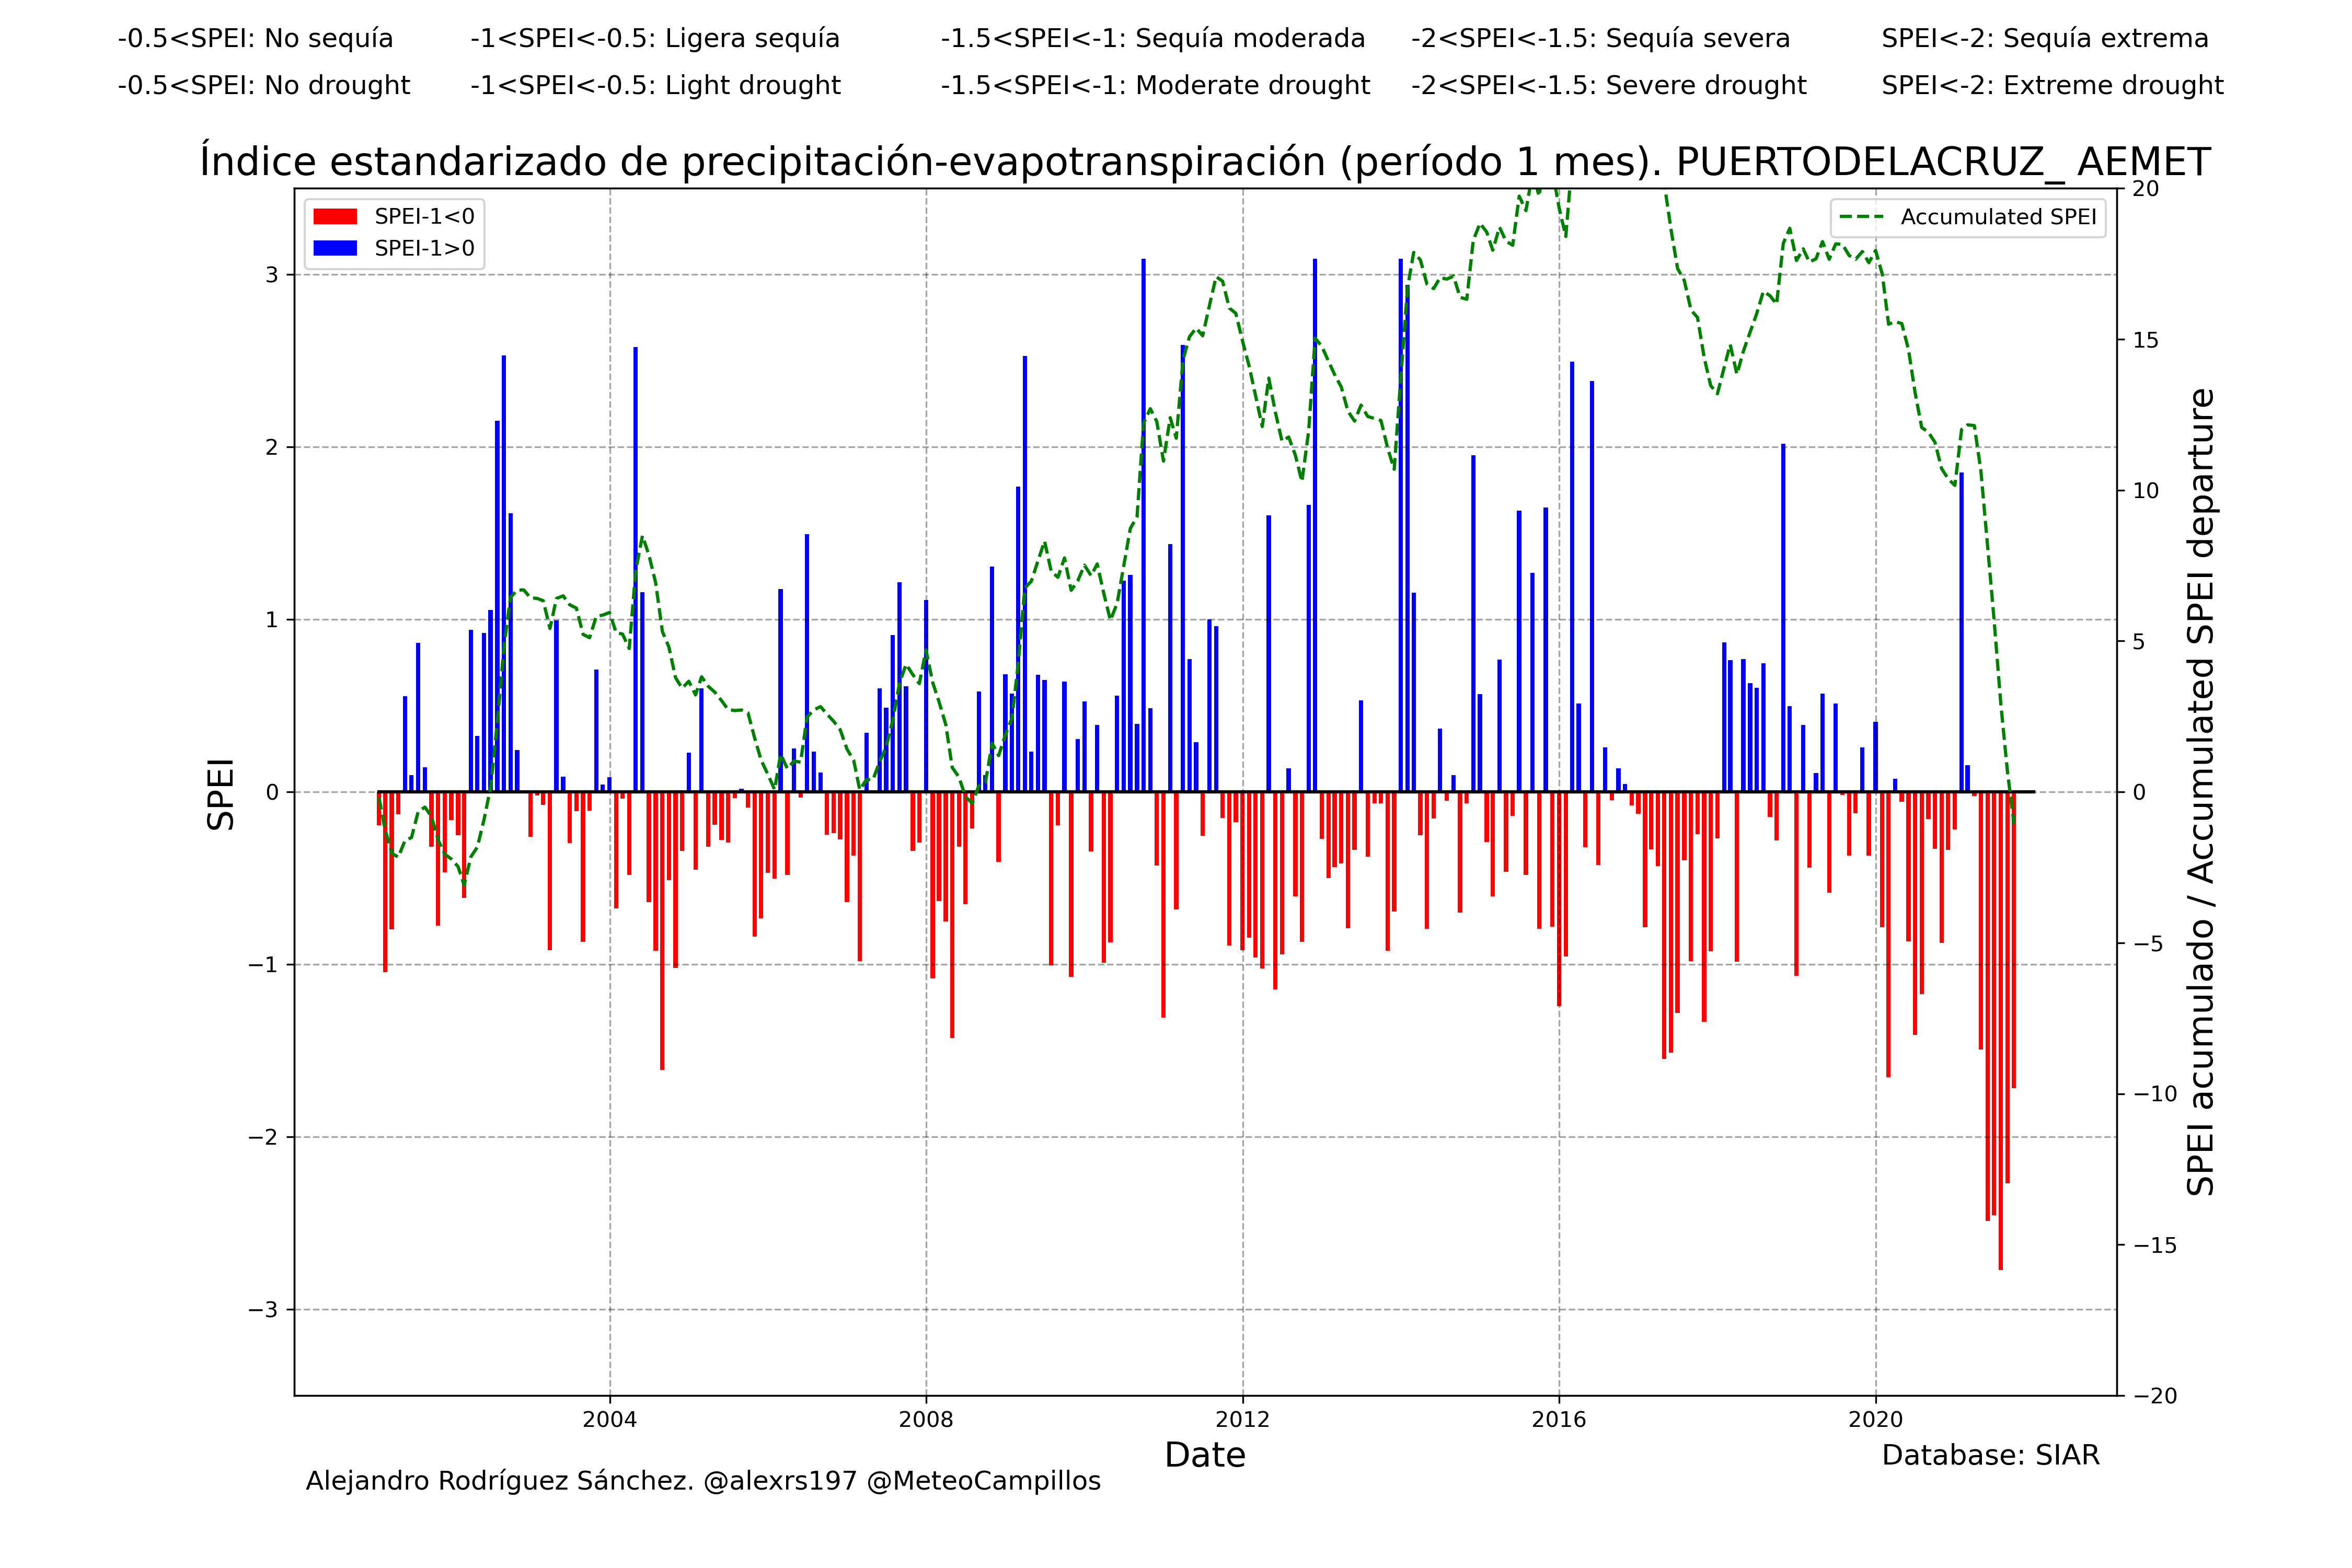 -0.5<SPEI: No sequía -1<SPEI<-0.5: Ligera sequía -1.5<SPEI<-1: Sequía moderada -2<SPEI<-1.5: Sequía severa SPEI<-2: Sequía extrema
-0.5<SPEI: No drought -1<SPEI<-0.5: Light drought -1.5<SPEI<-1: Moderate drought -2<SPEI<-1.5: Severe drought SPEI<-2: Extreme drought
Índice estandarizado de precipitación-evapotranspiración (período 1 mes). PUERTODELACRUZ_ AEMET
SPEI-1<0
SPEI-1>0
Accumulated SPEI
SPEI
3
2
1
0
−1
−2
−3
20
15
10
5
0
−5
−10
−15
−20
SPEI acumulado / Accumulated SPEI departure
2004 2008 2012 2016 2020
Date
Database: SIAR
Alejandro Rodríguez Sánchez. @alexrs197 @MeteoCampillos